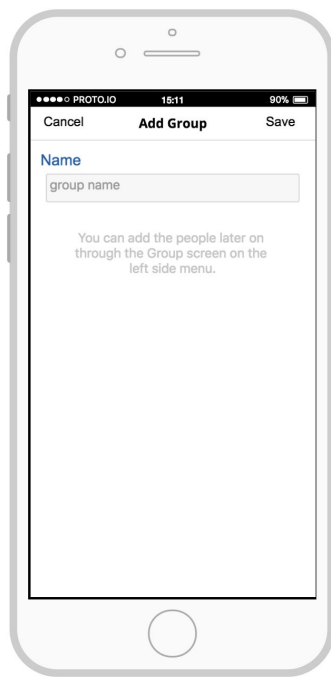 PROTO.IO 15:11 90%
Cancel Add Group Save
Name
group name
You can add the people later on
through the Group screen on the
left side menu.